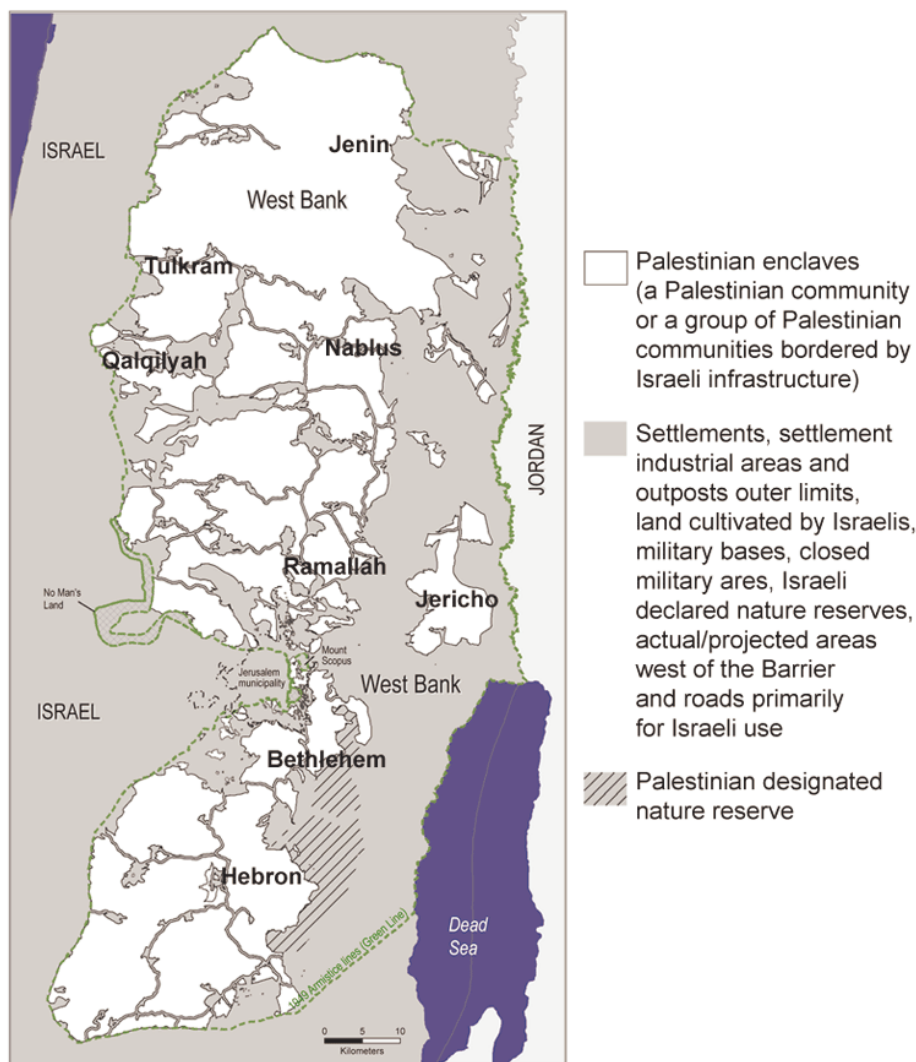 ISRAEL
Jenin
West Bank
Tulkram
Qalqilyah
Nablus
JORDAN
Ramallah
Jericho
No Man's
Land
Mount
Scopus
Jerusalem
municipality
West Bank
ISRAEL
Bethlehem
Hebron
1949 Armistice lines (Green Line)
Dead
Sea
0 5 10
Kilometers
Palestinian enclaves
(a Palestinian community
or a group of Palestinian
communities bordered by
Israeli infrastructure)
Settlements, settlement
industrial areas and
outposts outer limits,
land cultivated by Israelis,
military bases, closed
military ares, Israeli
declared nature reserves,
actual/projected areas
west of the Barrier
and roads primarily
for Israeli use
Palestinian designated
nature reserve